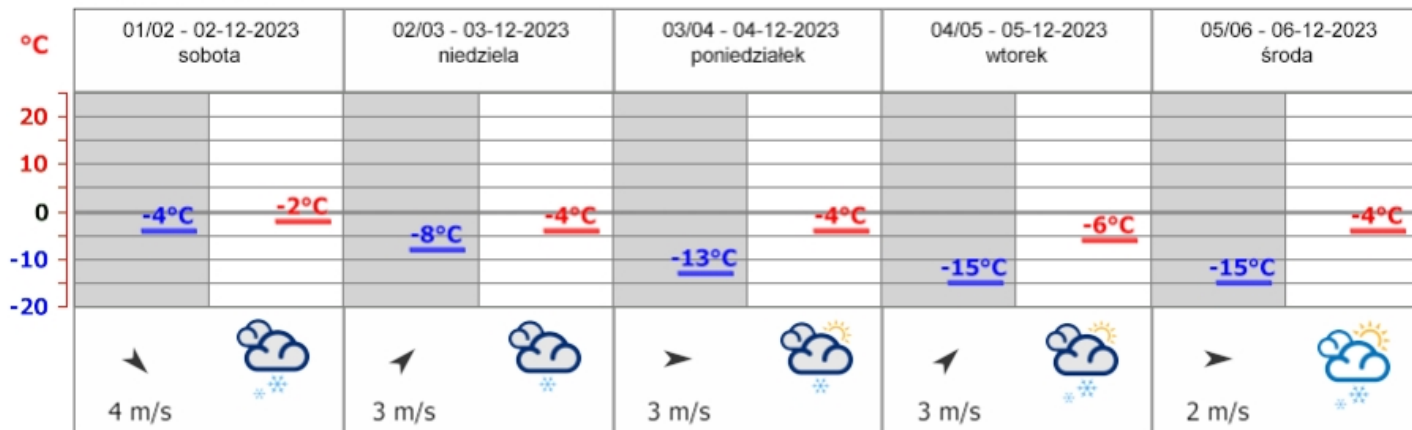 °C
01/02 - 02-12-2023
sobota
02/03 - 03-12-2023
niedziela
03/04 - 04-12-2023
poniedziałek
04/05 - 05-12-2023
wtorek
05/06 - 06-12-2023
środa
20
10
0
-10
-20
-4°C
-2°C
-8°C
-4°C
-13°C
-4°C
-15°C
-6°C
-15°C
-4°C
4 m/s
3 m/s
3 m/s
3 m/s
2 m/s